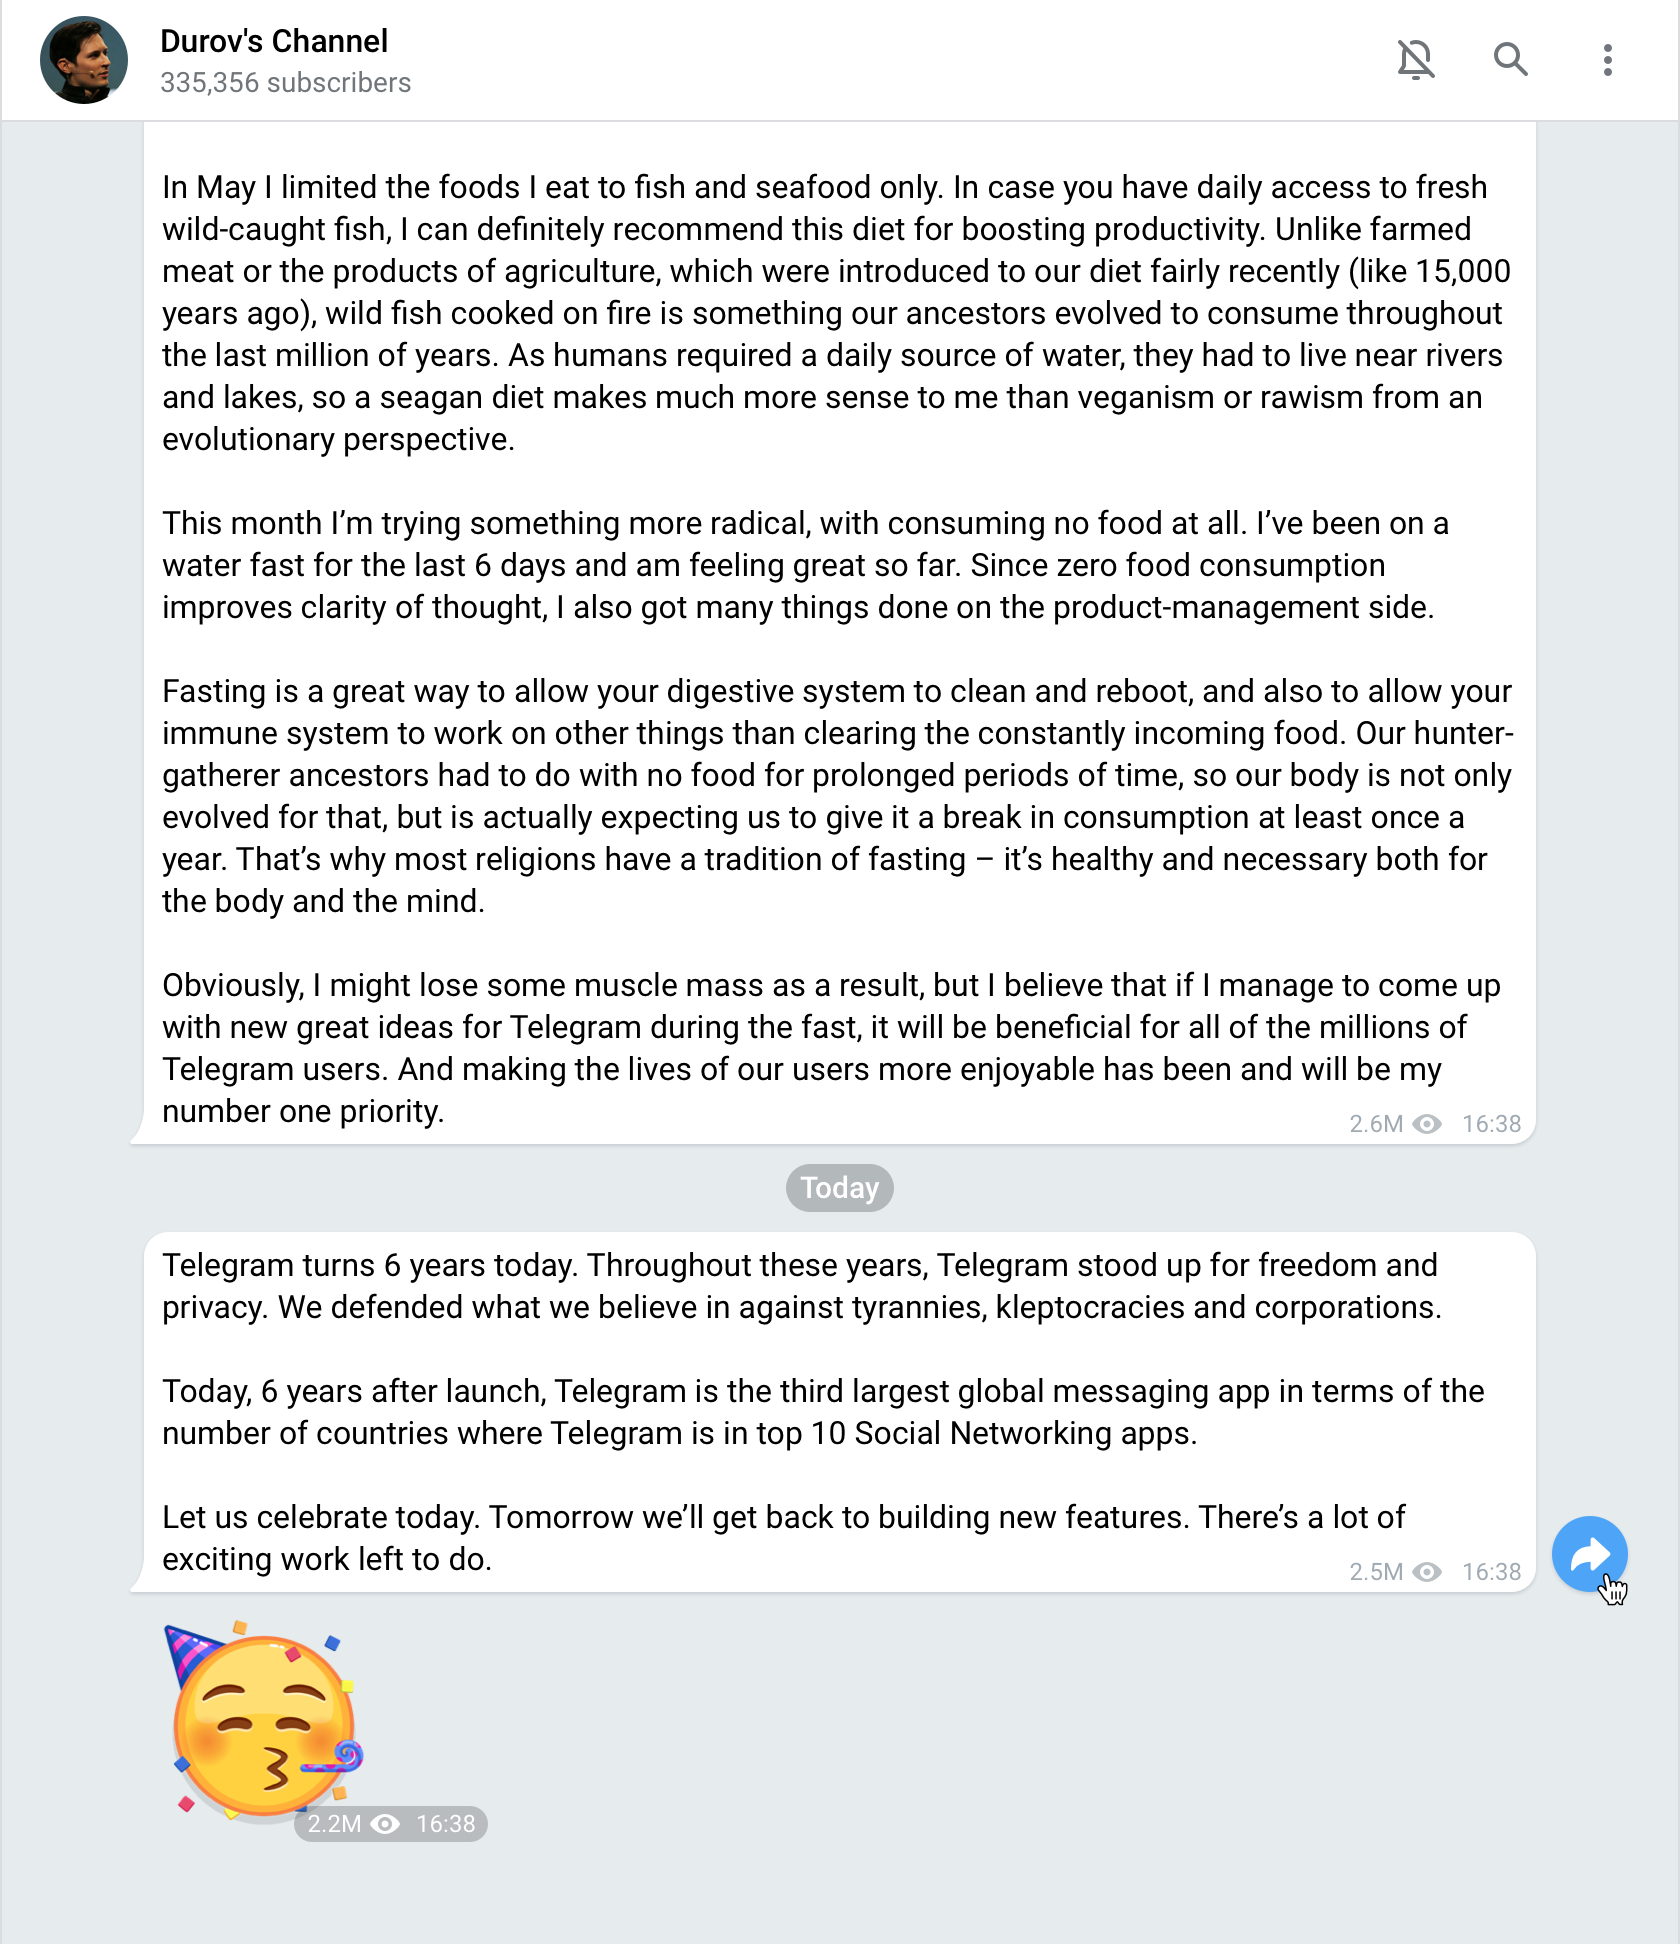 Durov's Channel
335,356 subscribers
In May I limited the foods I eat to fish and seafood only. In case you have daily access to fresh
wild-caught fish, I can definitely recommend this diet for boosting productivity. Unlike farmed
meat or the products of agriculture, which were introduced to our diet fairly recently (like 15,000
years ago), wild fish cooked on fire is something our ancestors evolved to consume throughout
the last million of years. As humans required a daily source of water, they had to live near rivers
and lakes, so a seagan diet makes much more sense to me than veganism or rawism from an
evolutionary perspective.
This month I’m trying something more radical, with consuming no food at all. I’ve been on a
water fast for the last 6 days and am feeling great so far. Since zero food consumption
improves clarity of thought, I also got many things done on the product-management side.
Fasting is a great way to allow your digestive system to clean and reboot, and also to allow your
immune system to work on other things than clearing the constantly incoming food. Our hunter-
gatherer ancestors had to do with no food for prolonged periods of time, so our body is not only
evolved for that, but is actually expecting us to give it a break in consumption at least once a
year. That’s why most religions have a tradition of fasting – it’s healthy and necessary both for
the body and the mind.
Obviously, I might lose some muscle mass as a result, but I believe that if I manage to come up
with new great ideas for Telegram during the fast, it will be beneficial for all of the millions of
Telegram users. And making the lives of our users more enjoyable has been and will be my
number one priority.
2.6M 16:38
Today
Telegram turns 6 years today. Throughout these years, Telegram stood up for freedom and
privacy. We defended what we believe in against tyrannies, kleptocracies and corporations.
Today, 6 years after launch, Telegram is the third largest global messaging app in terms of the
number of countries where Telegram is in top 10 Social Networking apps.
Let us celebrate today. Tomorrow we’ll get back to building new features. There’s a lot of
exciting work left to do.
2.5M 16:38
2.2M 16:38